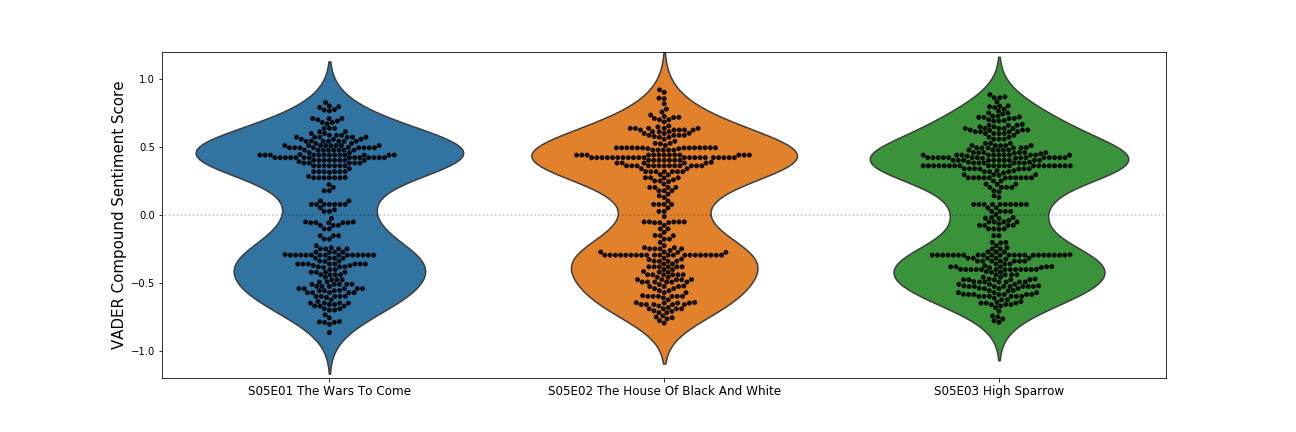 VADER Compound Sentiment Score
1.0
0.5
0.0
−0.5
−1.0
S05E01 The Wars To Come
S05E02 The House Of Black And White
S05E03 High Sparrow